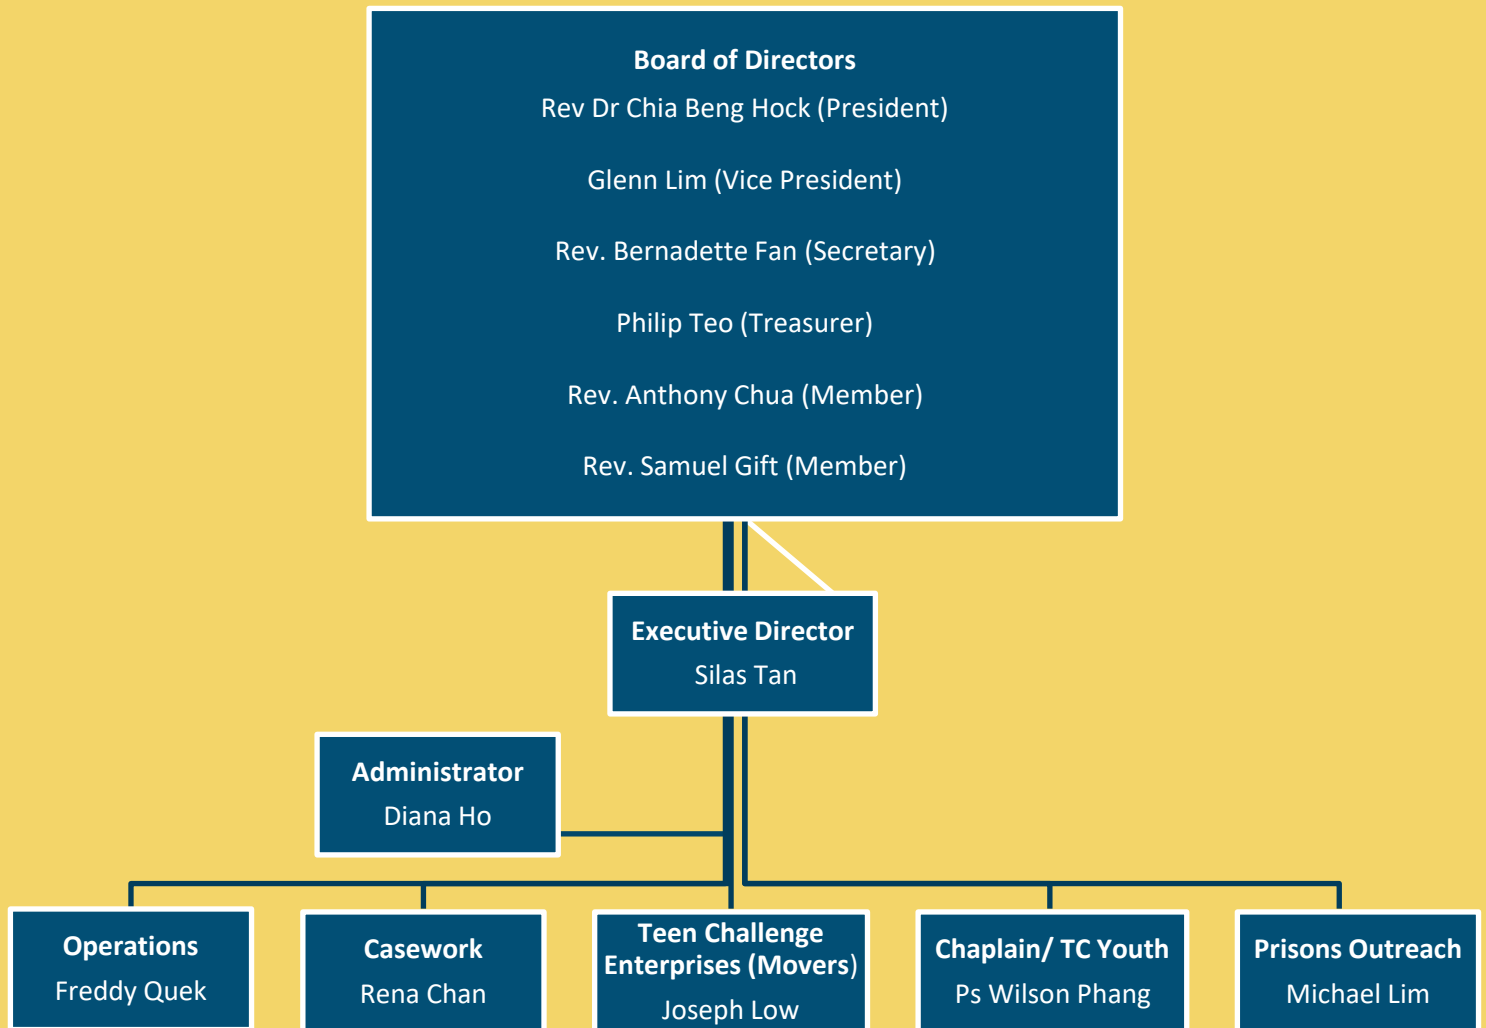 Board of Directors
Rev Dr Chia Beng Hock (President)
Glenn Lim (Vice President)
Rev. Bernadette Fan (Secretary)
Philip Teo (Treasurer)
Rev. Anthony Chua (Member)
Rev. Samuel Gift (Member)
Executive Director
Silas Tan
Administrator
Diana Ho
Operations
Freddy Quek
Casework
Rena Chan
Teen Challenge
Enterprises (Movers)
Joseph Low
Chaplain/ TC Youth
Ps Wilson Phang
Prisons Outreach
Michael Lim